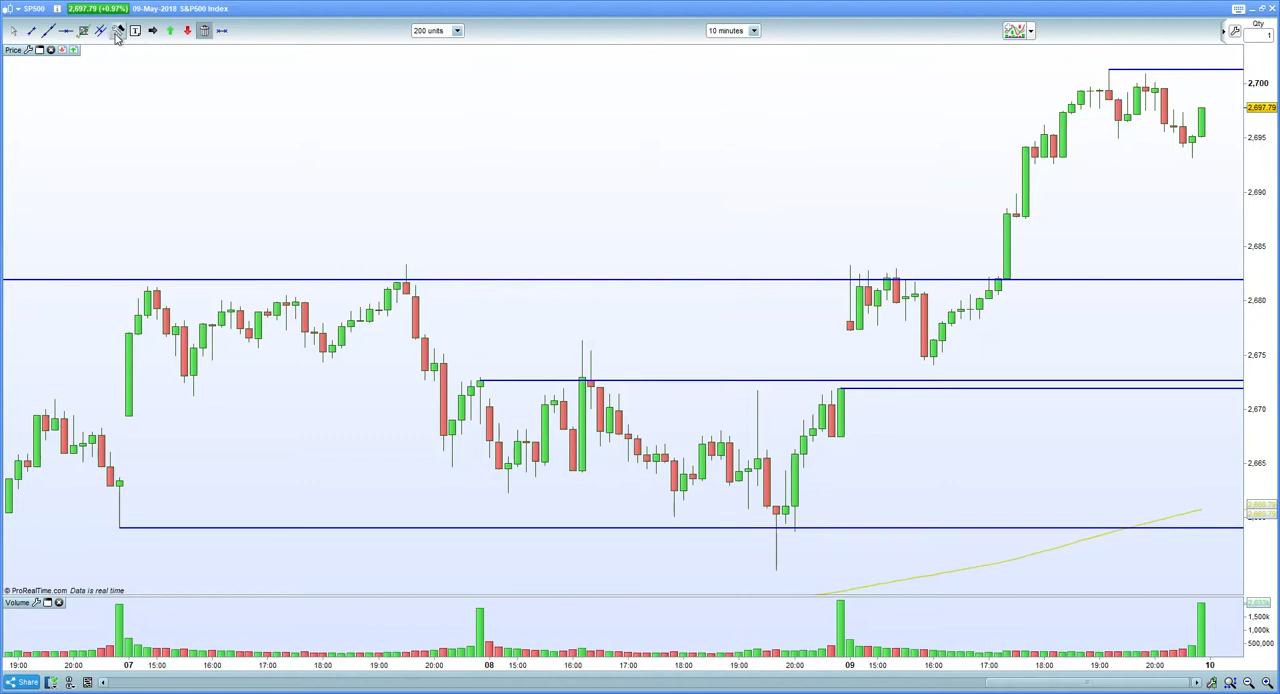 SP500 2,697.79 (+0.97%) 09-May-2018 S&P500 Index
Qty
200 units 10 minutes 1
Price
2,700
2,697.79
2,695
2,690
2,685
2,680
2,675
2,670
2,665
© ProRealTime.com Data is real time
Volume
1,500k
1,000k
500,000
19:00 20:00 07 15:00 16:00 17:00 18:00 19:00 20:00 08 15:00 16:00 17:00 18:00 19:00 20:00 09 15:00 16:00 17:00 18:00 19:00 20:00 10
Share